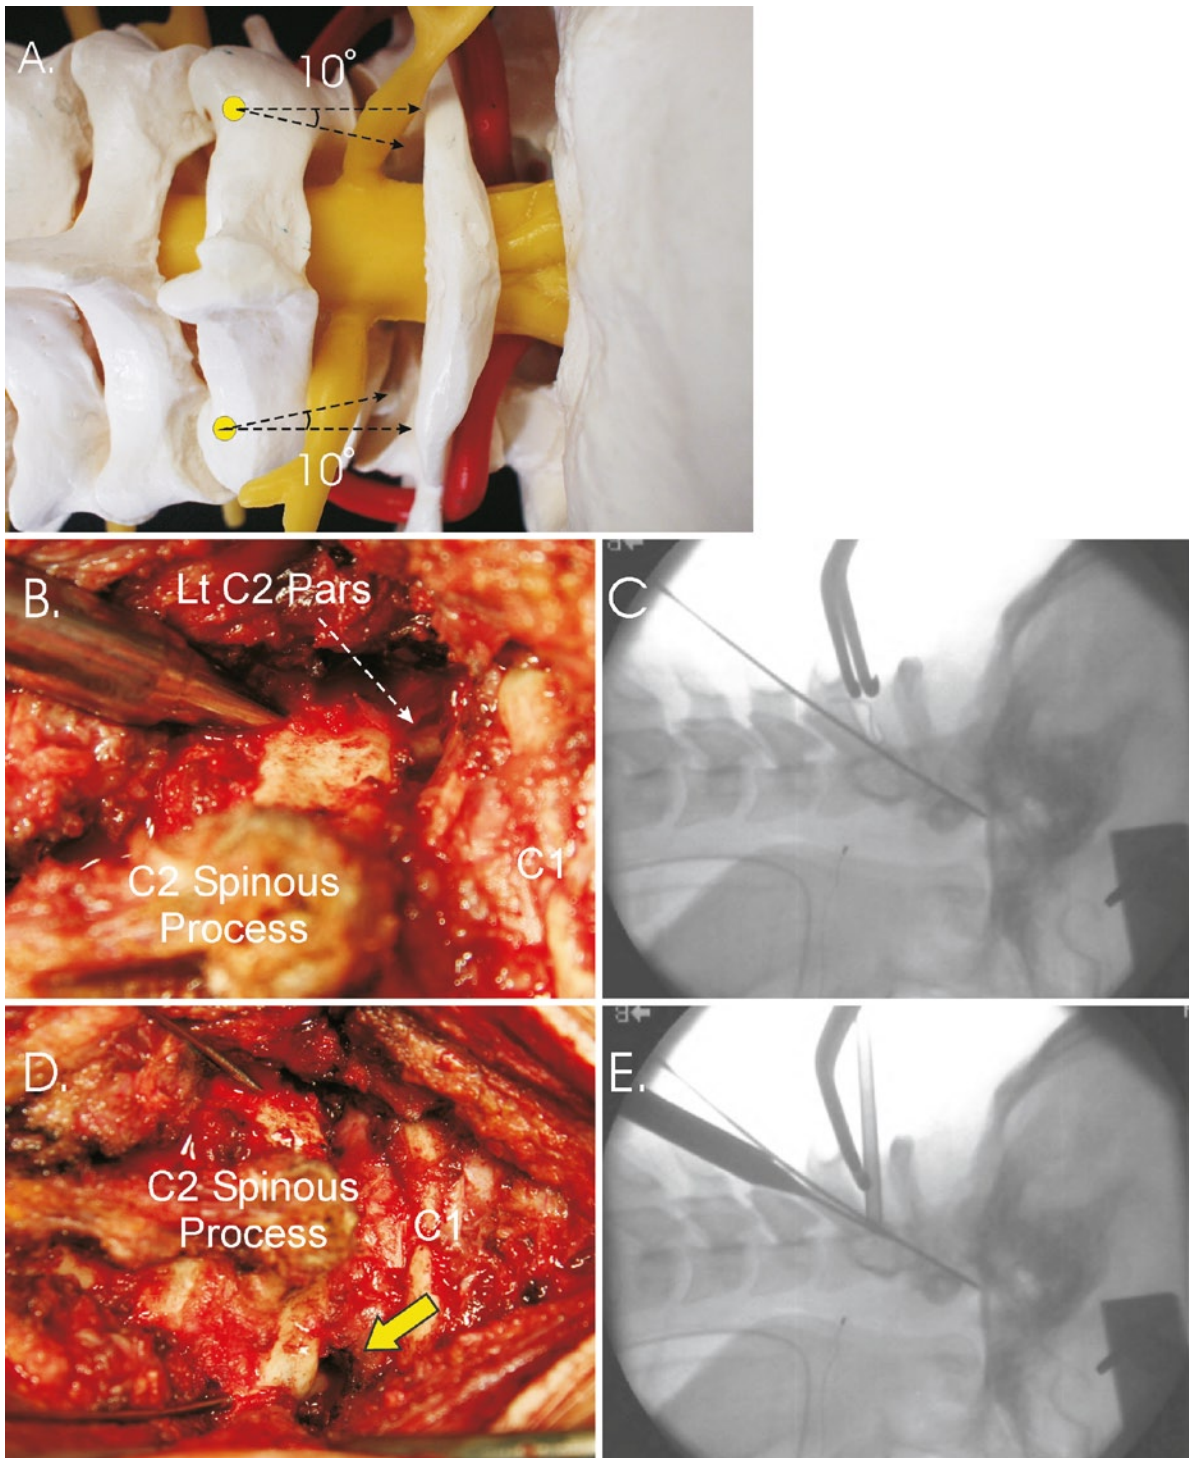 A.
10°
10°
B.
Lt C2 Pars
C2 Spinous
Process
C1
C
D.
C2 Spinous
Process
C1
E.